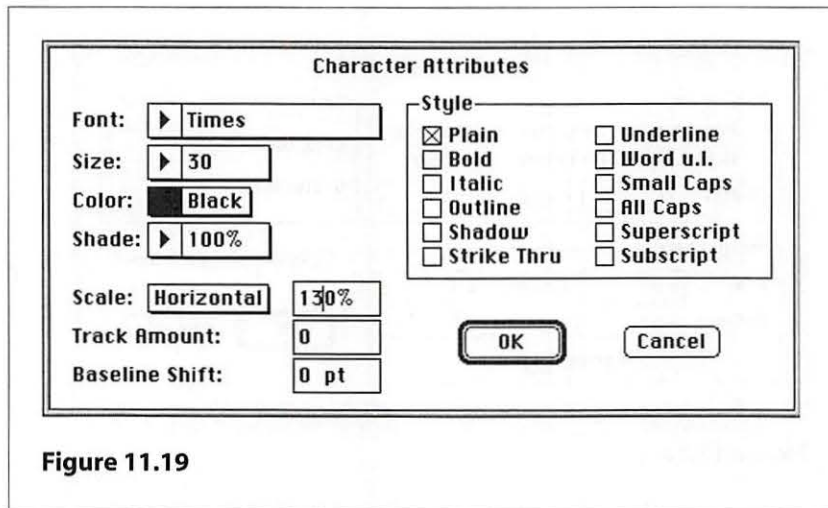 Character Attributes
Font: Times
Size: 30
Color: Black
Shade: 100%
Scale: Horizontal 130%
Track Amount: 0
Baseline Shift: 0 pt
Style
Plain
Bold
Italic
Outline
Shadow
Strike Thru
Underline
Word u.l.
Small Caps
All Caps
Superscript
Subscript
OK
Cancel
Figure 11.19